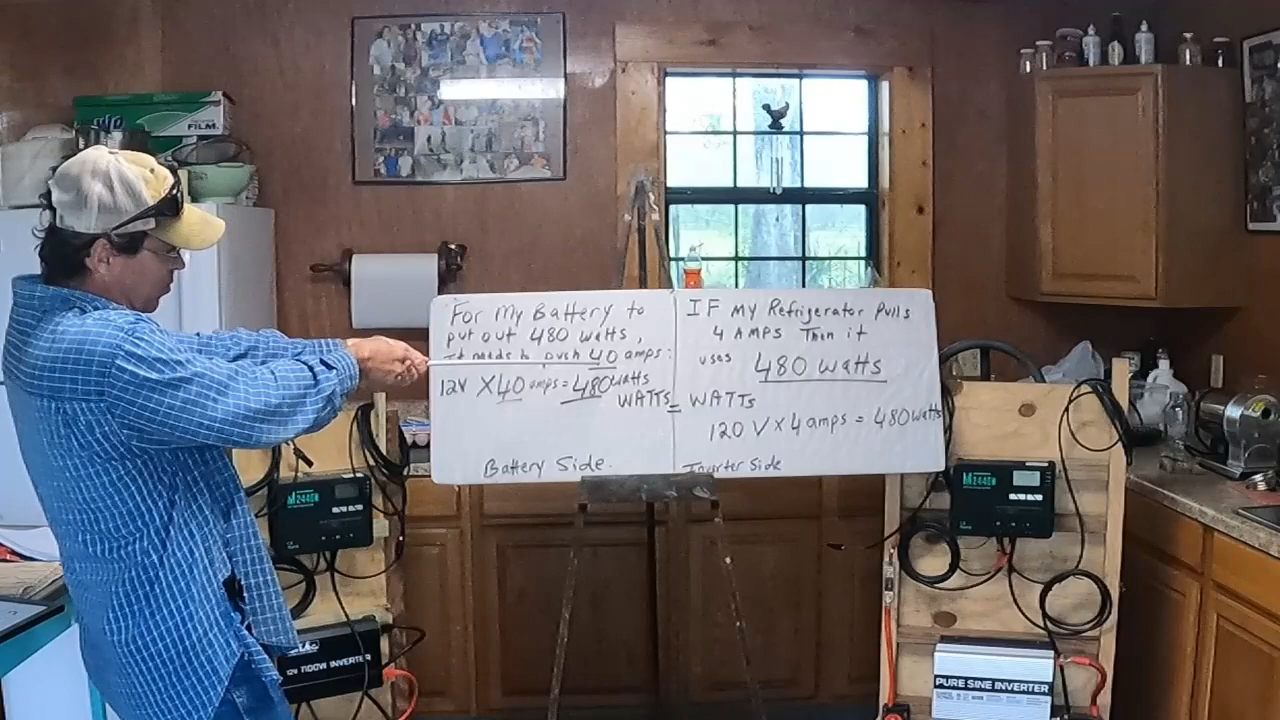 FILM
For My Battery to
put out 480 watts,
it needs to push 40 amps:
12V X 40 amps = 480 watts
WATTS = WATTS
Battery Side.
IF My Refrigerator Pulls
4 AMPS Then it
uses 480 watts
120 V X 4 amps = 480 watts
Inverter Side
M2440N
M2440N
12V 1100W INVERTER
PURE SINE INVERTER